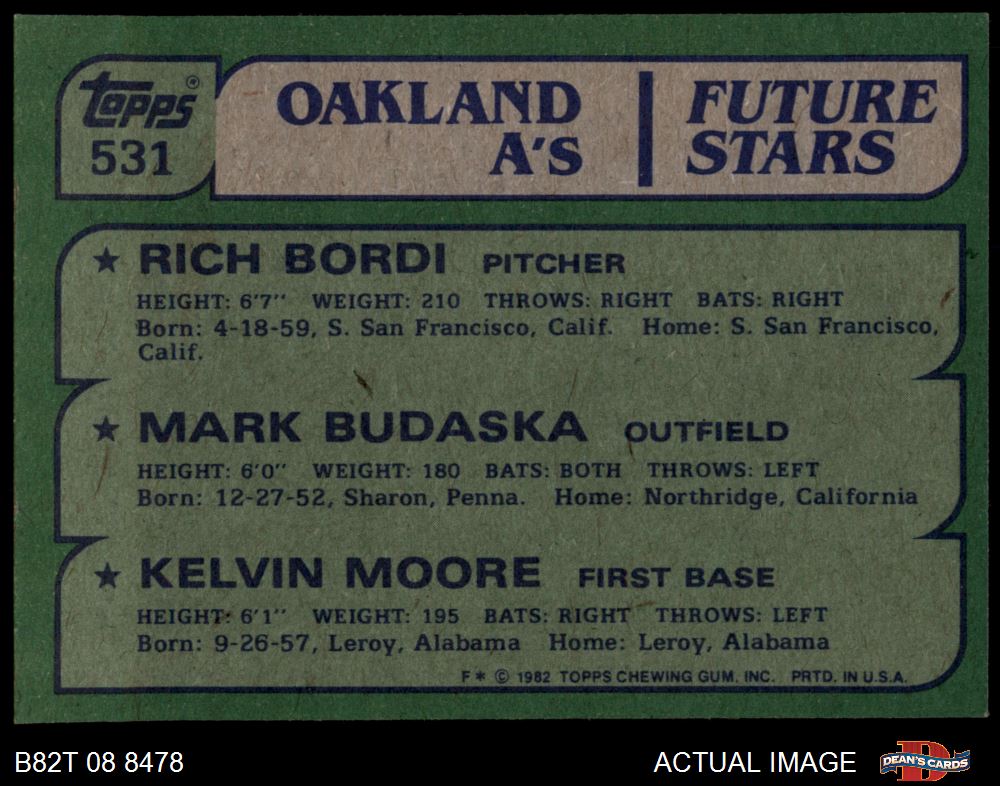 topps®
531
OAKLAND A'S
FUTURE STARS
★ RICH BORDI PITCHER
HEIGHT: 6'7" WEIGHT: 210 THROWS: RIGHT BATS: RIGHT
Born: 4-18-59, S. San Francisco, Calif. Home: S. San Francisco,
Calif.
★ MARK BUDASKA OUTFIELD
HEIGHT: 6'0" WEIGHT: 180 BATS: BOTH THROWS: LEFT
Born: 12-27-52, Sharon, Penna. Home: Northridge, California
★ KELVIN MOORE FIRST BASE
HEIGHT: 6'1" WEIGHT: 195 BATS: RIGHT THROWS: LEFT
Born: 9-26-57, Leroy, Alabama Home: Leroy, Alabama
F* © 1982 TOPPS CHEWING GUM, INC. PRTD. IN U.S.A.
B82T 08 8478 ACTUAL IMAGE DEAN'S CARDS